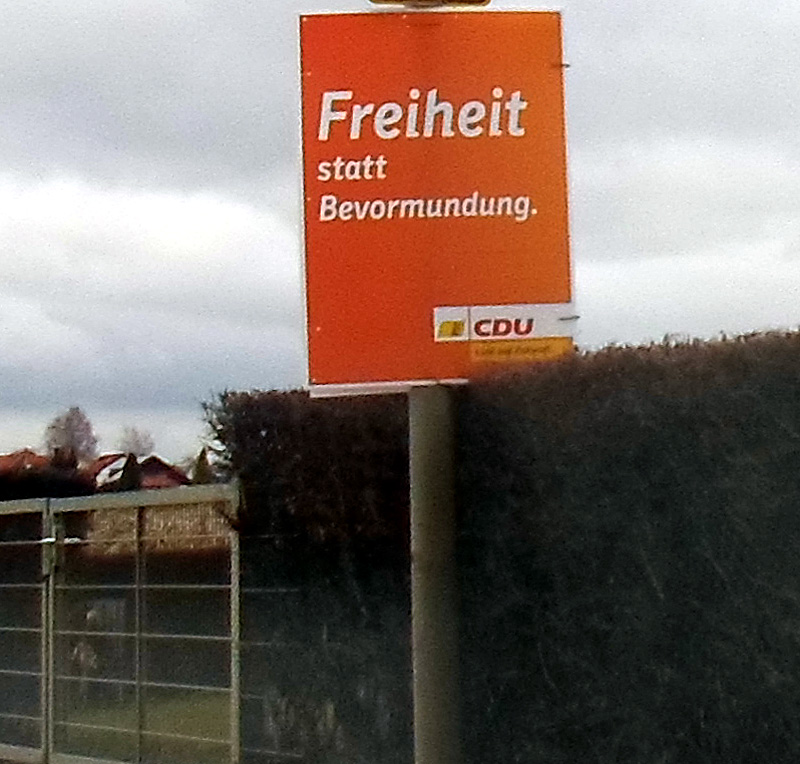 Freiheit
statt
Bevormundung.
CDU